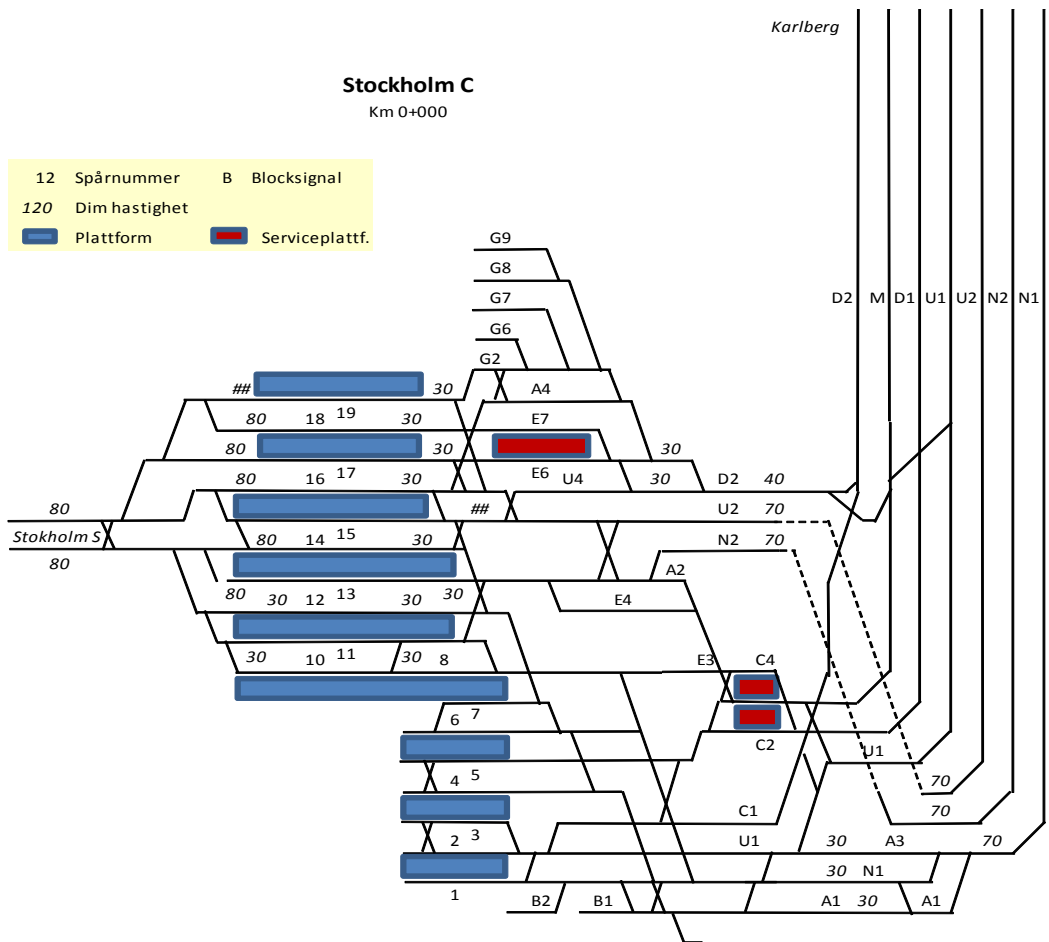 Karlberg
Stockholm C
Km 0+000
12 Spårnummer B Blocksignal
120 Dim hastighet
Plattform Serviceplattf.
G9
G8
D2 M D1 U1 U2 N2 N1
G7
G6
G2
## 30 A4
80 18 19 30 E7
80 30 30
80 16 17 30 E6 U4 30 D2 40
80 ## U2 70
Stokholm S 80 14 15 30 N2 70
80
A2
80 30 12 13 30 30 E4
30 10 11 30 8 E3 C4
6 7
C2 U1
4 5 70
C1 70
2 3 U1 30 A3 70
30 N1
1 B2 B1 A1 30 A1